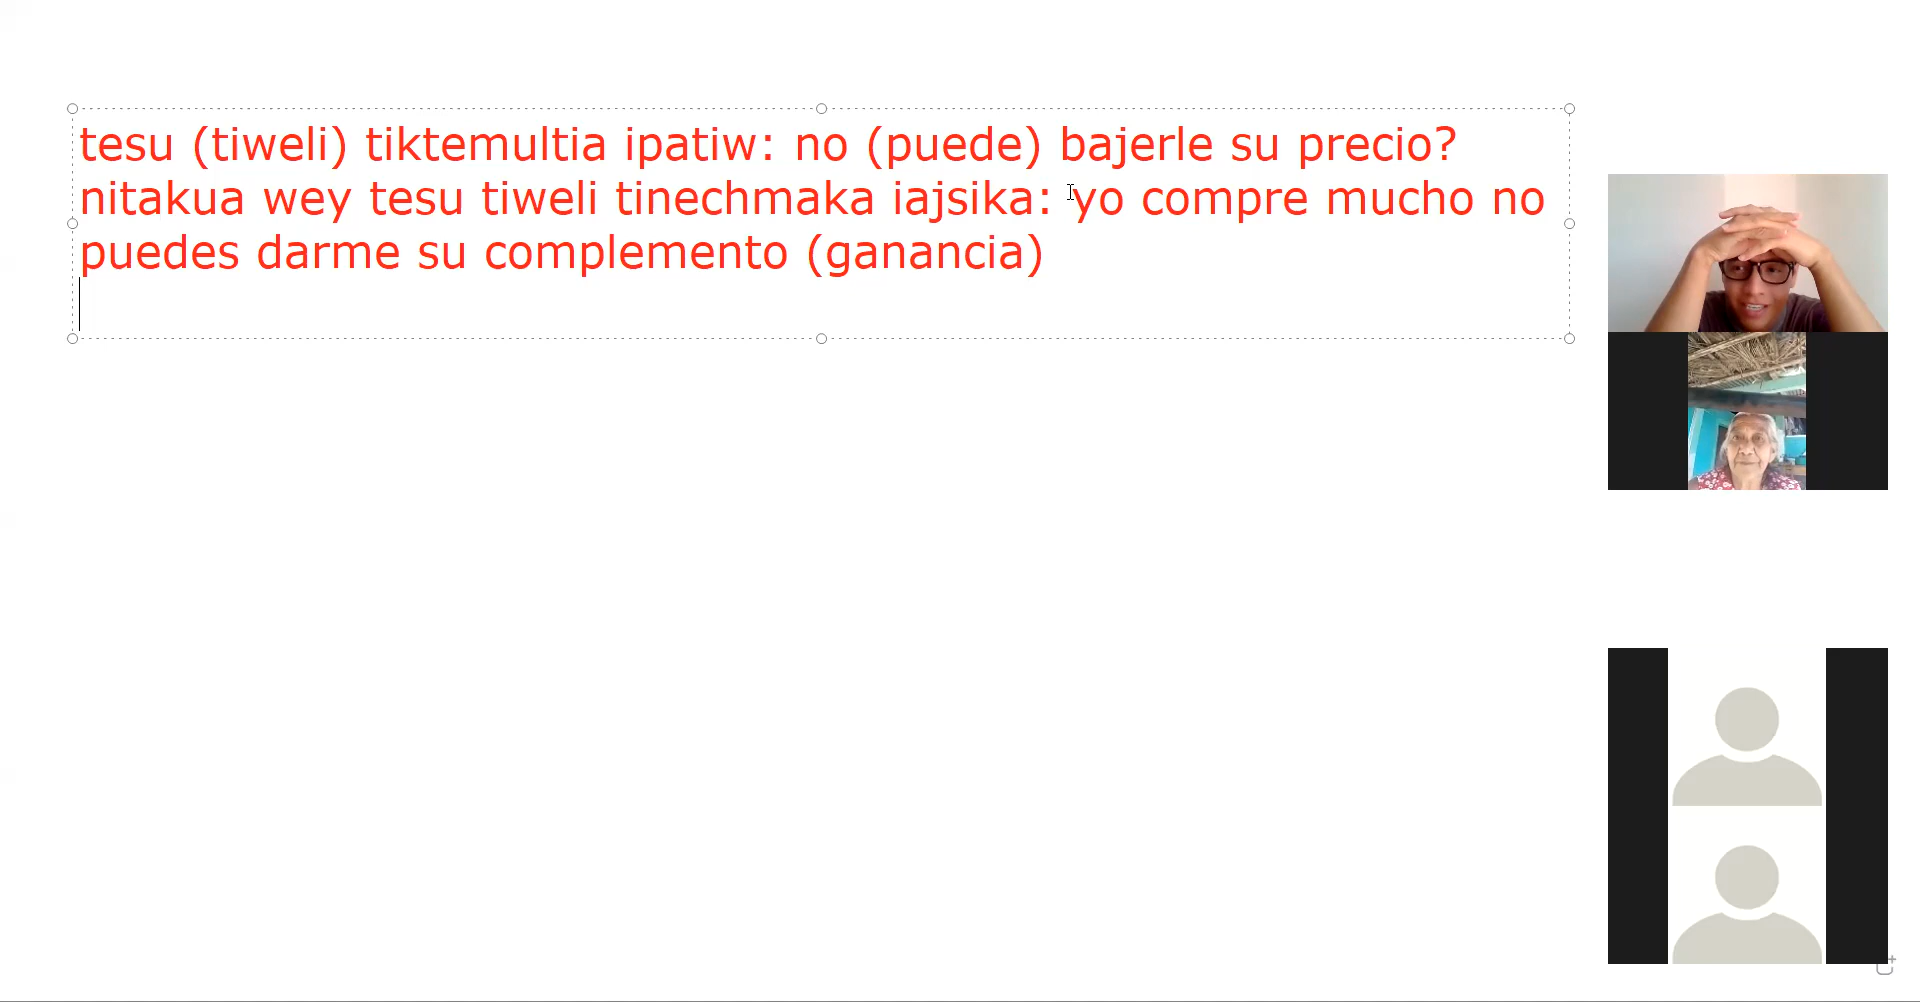 tesu (tiweli) tiktemultia ipatiw: no (puede) bajerle su precio?
nitakua wey tesu tiweli tinechmaka iajsika: yo compre mucho no
puedes darme su complemento (ganancia)